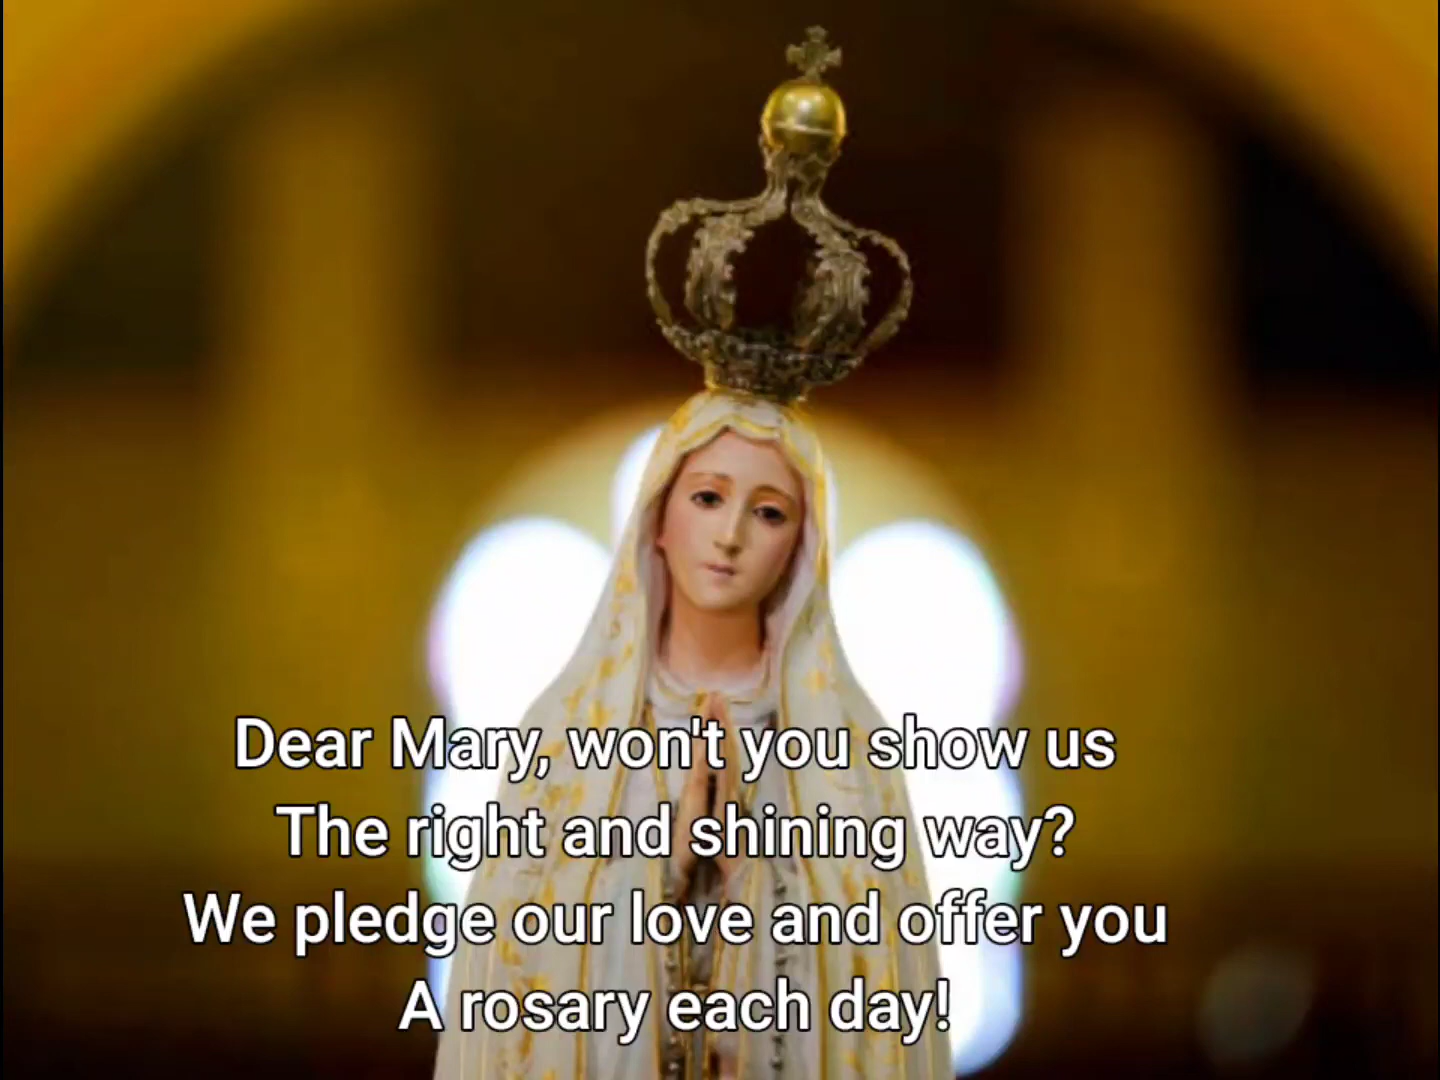 Dear Mary, won't you show us
The right and shining way?
We pledge our love and offer you
A rosary each day!